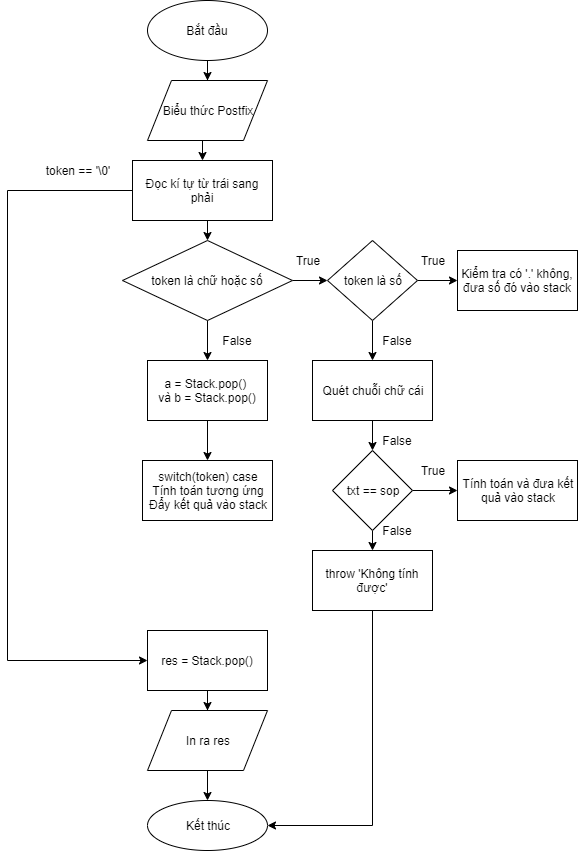 Bắt đầu
Biểu thức Postfix
token == '\0'
Đọc kí tự từ trái sang
phải
token là chữ hoặc số
True
token là số
True
Kiểm tra có '.' không,
đưa số đó vào stack
False
False
a = Stack.pop()
và b = Stack.pop()
Quét chuỗi chữ cái
False
switch(token) case
Tính toán tương ứng
Đẩy kết quả vào stack
txt == sop
True
Tính toán và đưa kết
quả vào stack
False
throw 'Không tính
được'
res = Stack.pop()
In ra res
Kết thúc